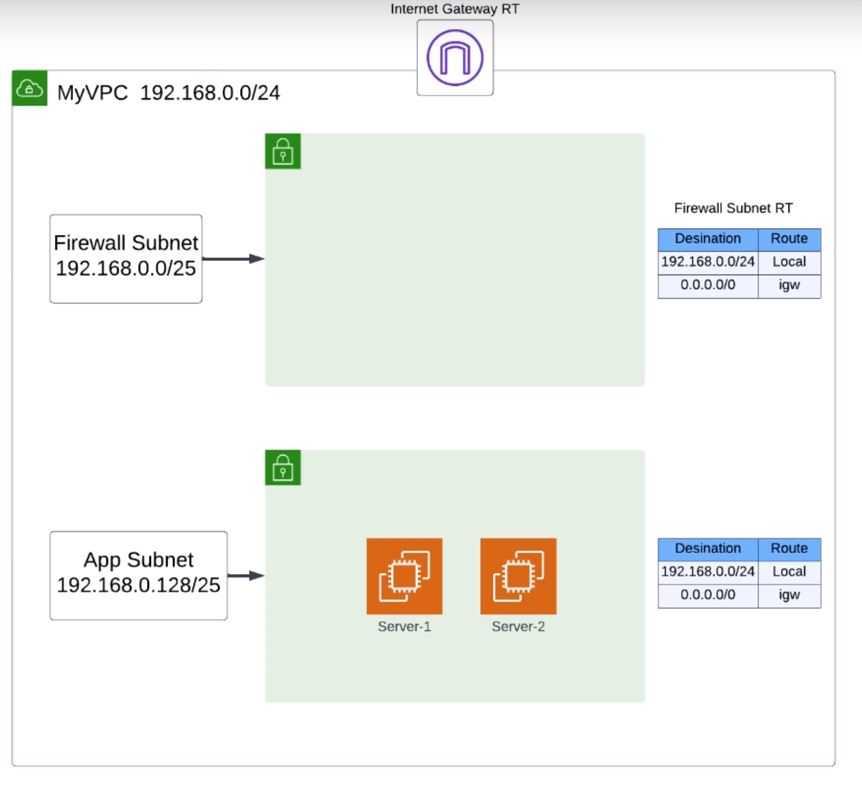 Internet Gateway RT
MyVPC 192.168.0.0/24
Firewall Subnet
192.168.0.0/25
Firewall Subnet RT
Desination Route
192.168.0.0/24 Local
0.0.0.0/0 igw
App Subnet
192.168.0.128/25
Server-1 Server-2
Desination Route
192.168.0.0/24 Local
0.0.0.0/0 igw